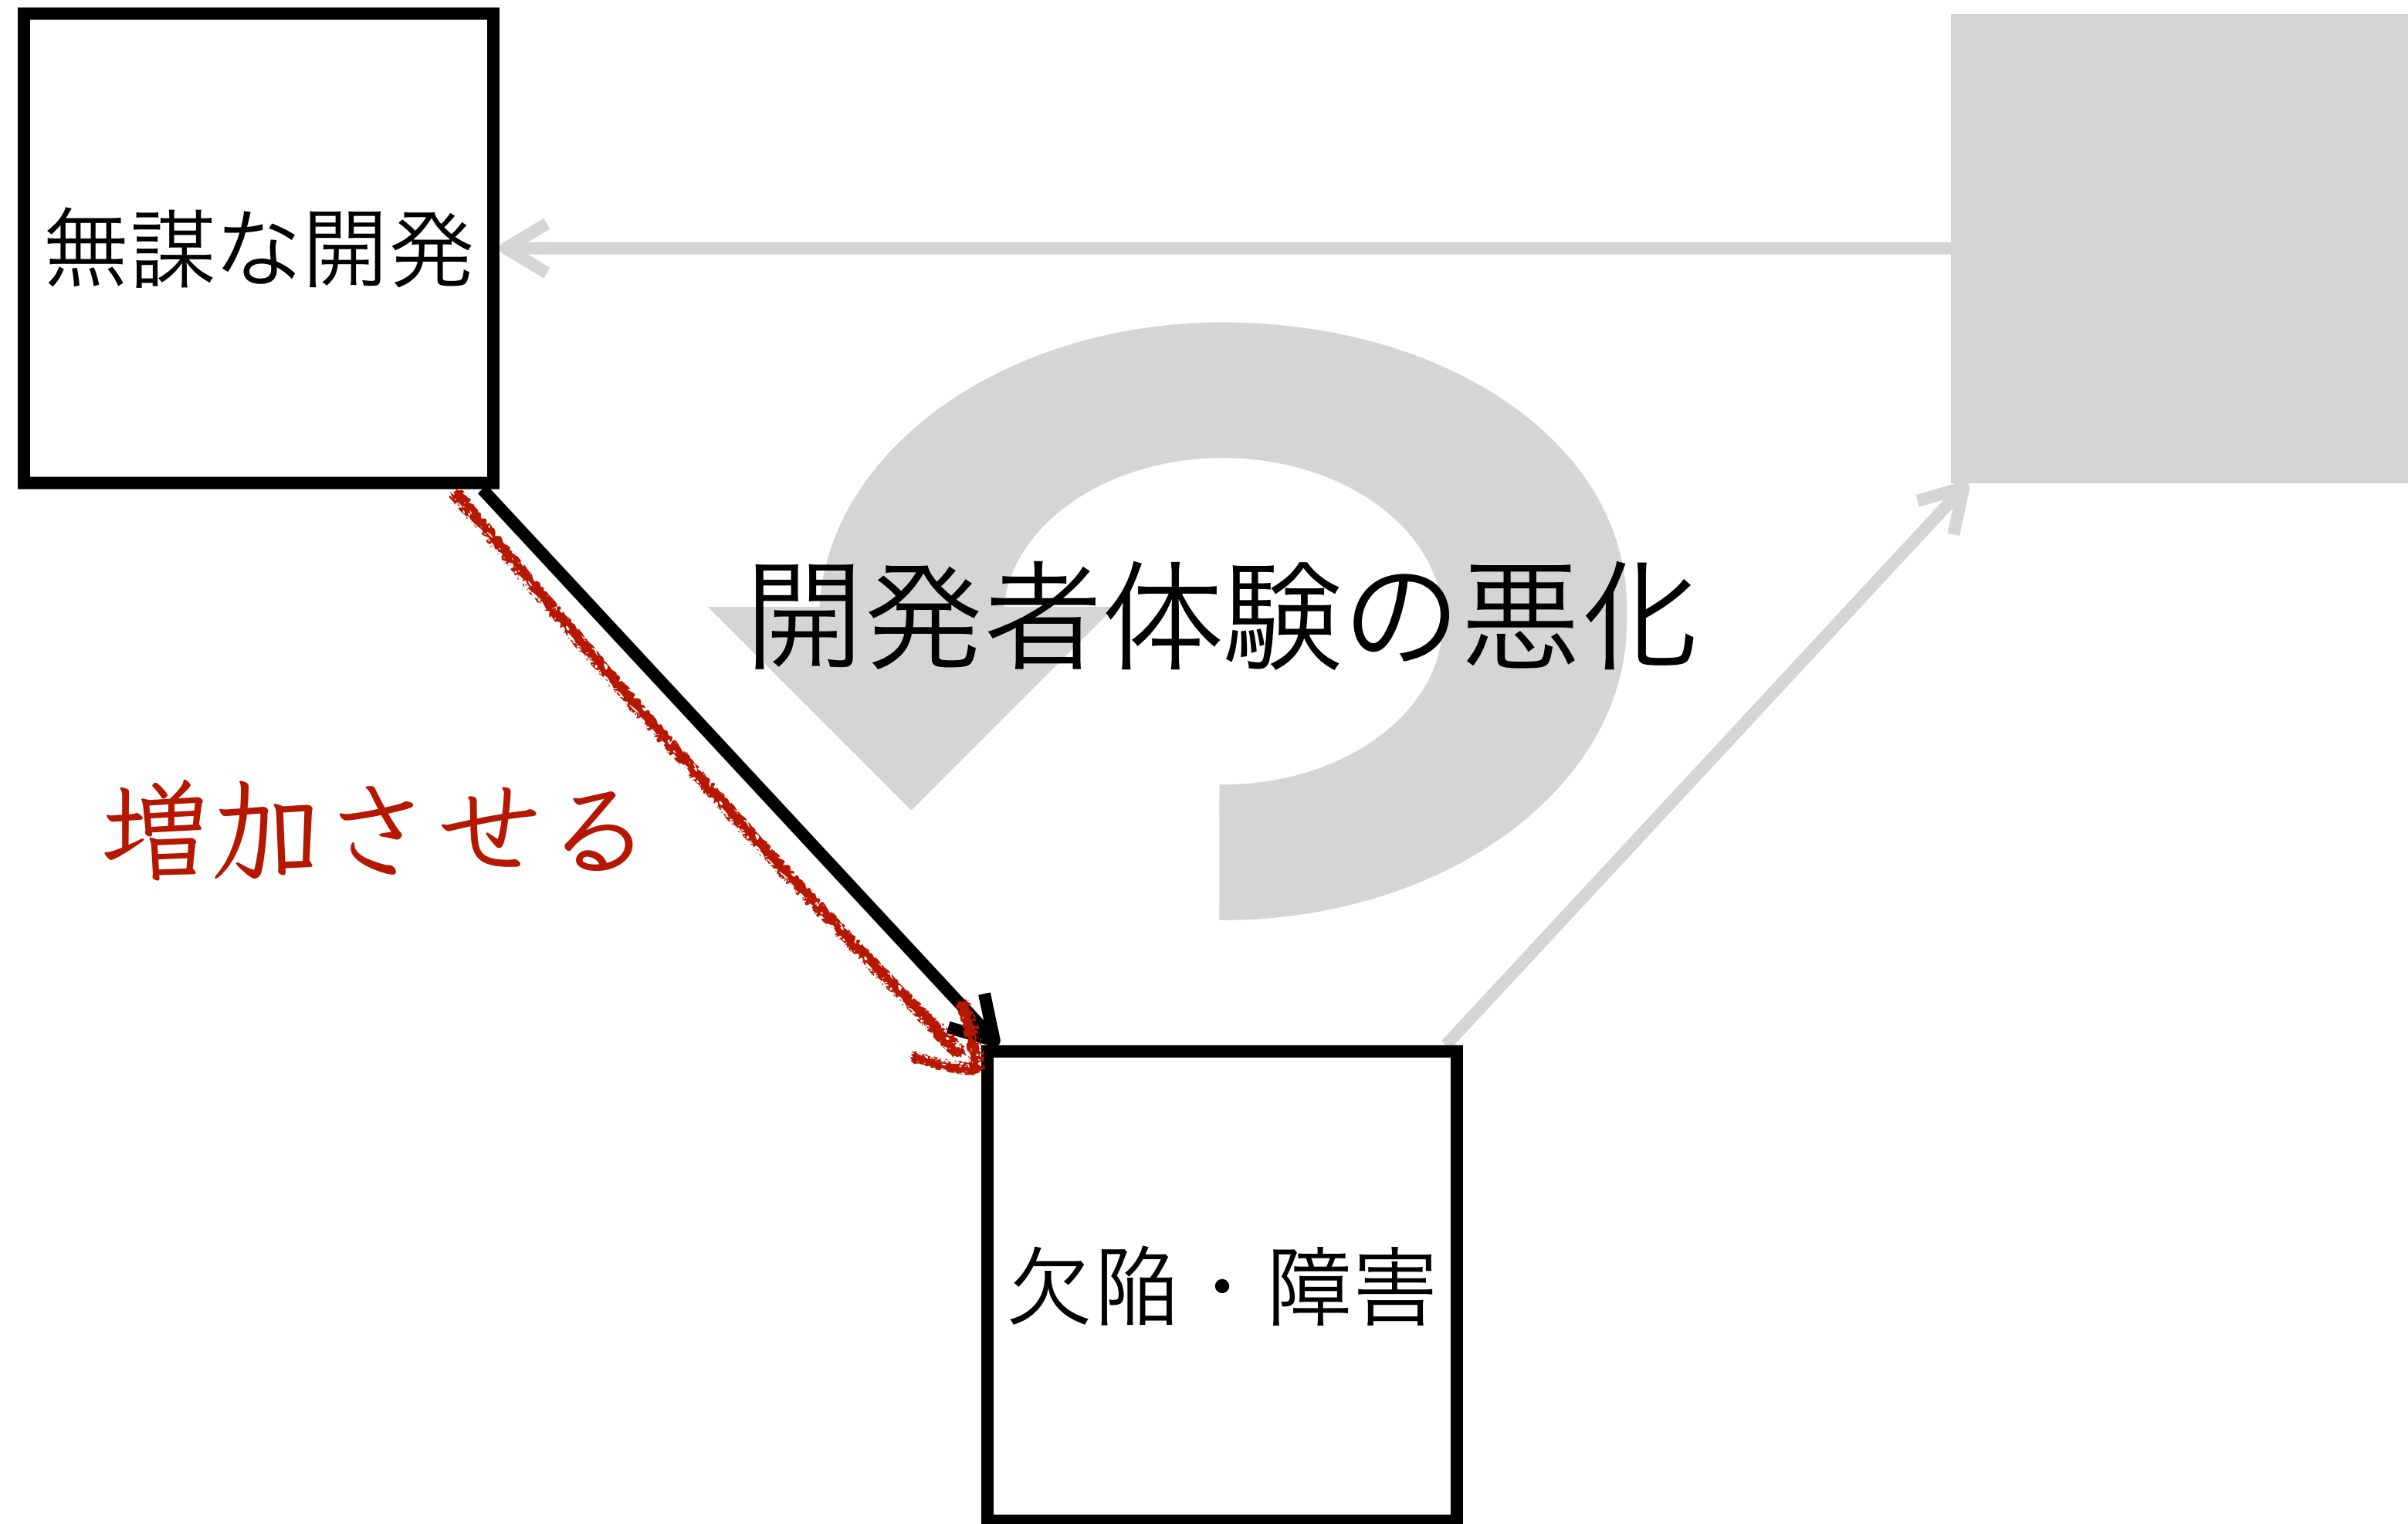 無謀な開発
開発者体験の悪化
増加させる
欠陥・障害